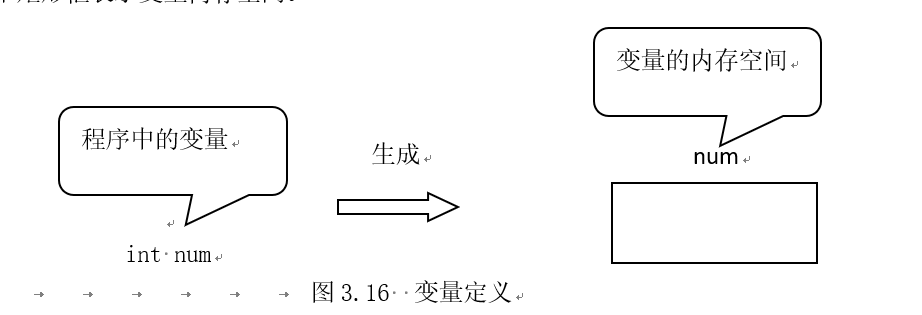 变量的内存空间
程序中的变量
生成
num
int num
图 3.16  变量定义